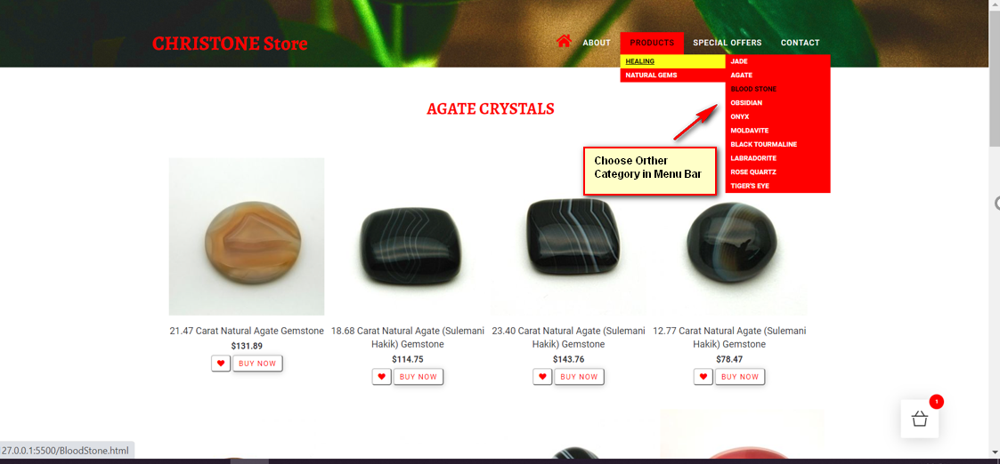 CHRISTONE Store
ABOUT
PRODUCTS
SPECIAL OFFERS
CONTACT
HEALING
NATURAL GEMS
JADE
AGATE
BLOOD STONE
OBSIDIAN
ONYX
MOLDAVITE
BLACK TOURMALINE
LABRADORITE
ROSE QUARTZ
TIGER'S EYE
AGATE CRYSTALS
Choose Orther
Category in Menu Bar
21.47 Carat Natural Agate Gemstone
$131.89
BUY NOW
18.68 Carat Natural Agate (Sulemani
Hakik) Gemstone
$114.75
BUY NOW
23.40 Carat Natural Agate (Sulemani
Hakik) Gemstone
$143.76
BUY NOW
12.77 Carat Natural Agate (Sulemani
Hakik) Gemstone
$78.47
BUY NOW
1
127.0.0.1:5500/BloodStone.html